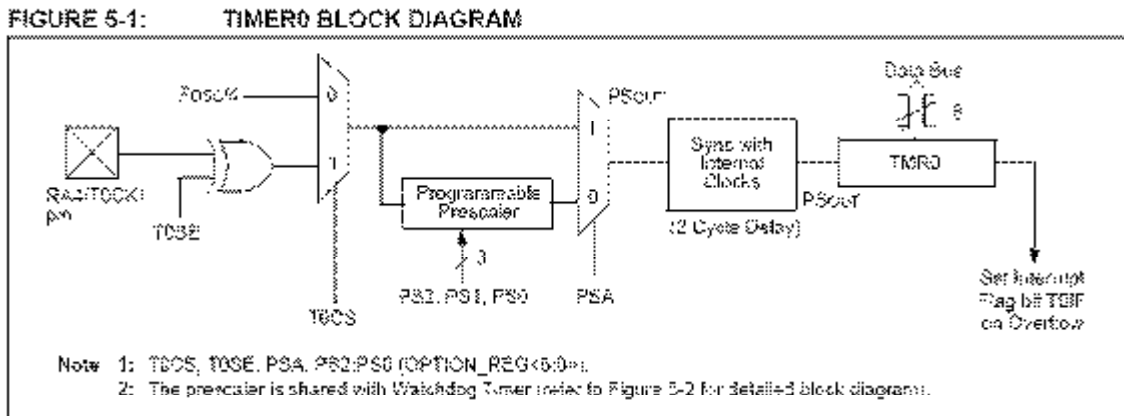 FIGURE 5-1: TIMER0 BLOCK DIAGRAM
Data Bus
FOSC/4
0
PSOUT
8
1
1
Sync with
Internal
Clocks
TMR0
RA4/T0CKI
pin
Programmable
Prescaler
0
PSOUT
T0SE
(2 Cycle Delay)
3
PS2, PS1, PS0
PSA
Set Interrupt
Flag bit T0IF
on Overflow
T0CS
Note 1: T0CS, T0SE, PSA, PS2:PS0 (OPTION_REG<5:0>).
2: The prescaler is shared with Watchdog Timer (refer to Figure 5-2 for detailed block diagram).